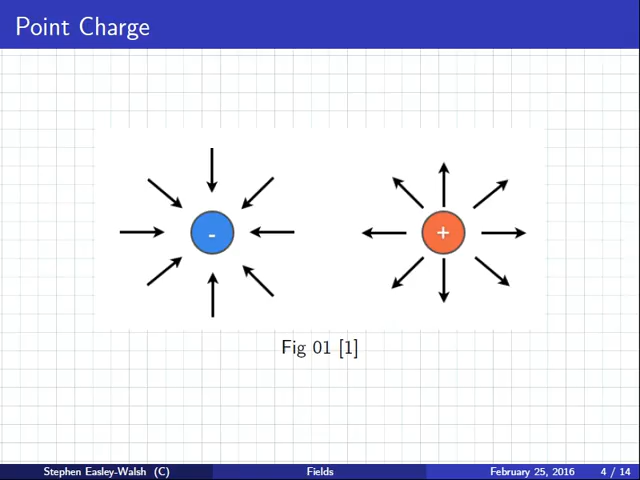 Point Charge
- +
Fig 01 [1]
Stephen Easley-Walsh (C) Fields February 25, 2016 4 / 14